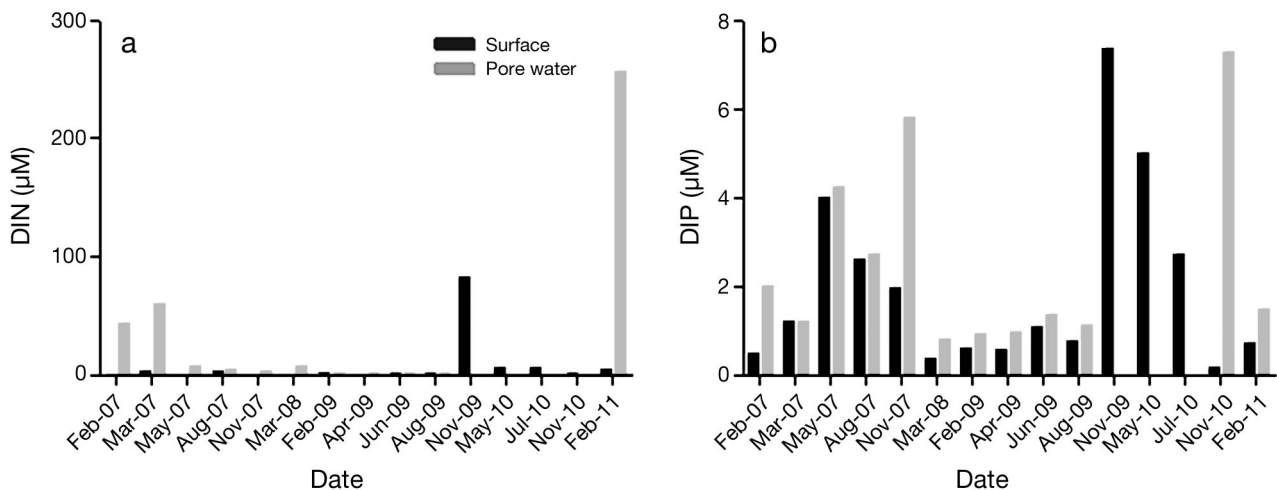 a
Surface
Pore water
300
200
100
0
DIN (µM)
Feb-07
Mar-07
May-07
Aug-07
Nov-07
Mar-08
Feb-09
Apr-09
Jun-09
Aug-09
Nov-09
May-10
Jul-10
Nov-10
Feb-11
Date
b
8
6
4
2
0
DIP (µM)
Feb-07
Mar-07
May-07
Aug-07
Nov-07
Mar-08
Feb-09
Apr-09
Jun-09
Aug-09
Nov-09
May-10
Jul-10
Nov-10
Feb-11
Date